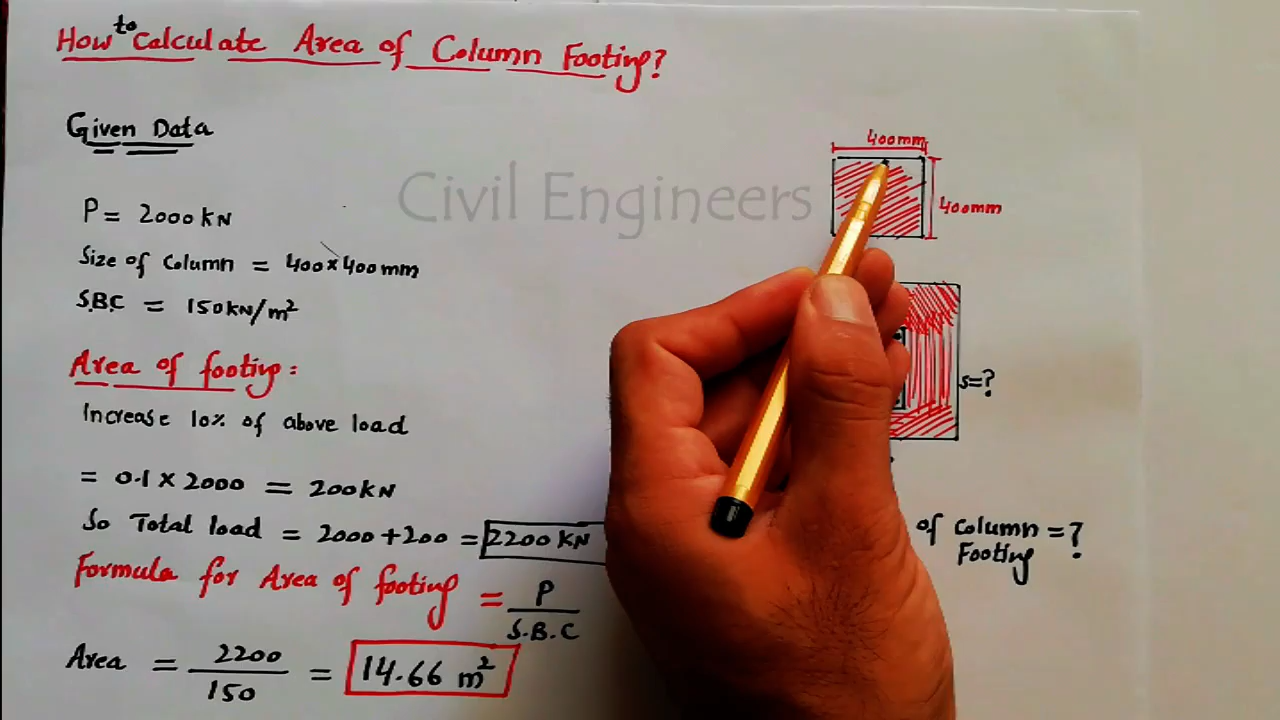 How to Calculate Area of Column Footing?
Given Data
Civil Engineers
P = 2000 KN
Size of Column = 400 x 400mm
S.B.C = 150 KN/m²
Area of footing:
Increase 10% of above load
= 0.1 X 2000 = 200 KN
So Total load = 2000 + 200 = 2200 KN
Formula for Area of footing = P / S.B.C
Area = 2200 / 150 = 14.66 m²
400mm
400mm
S=?
of Column = ?
Footing